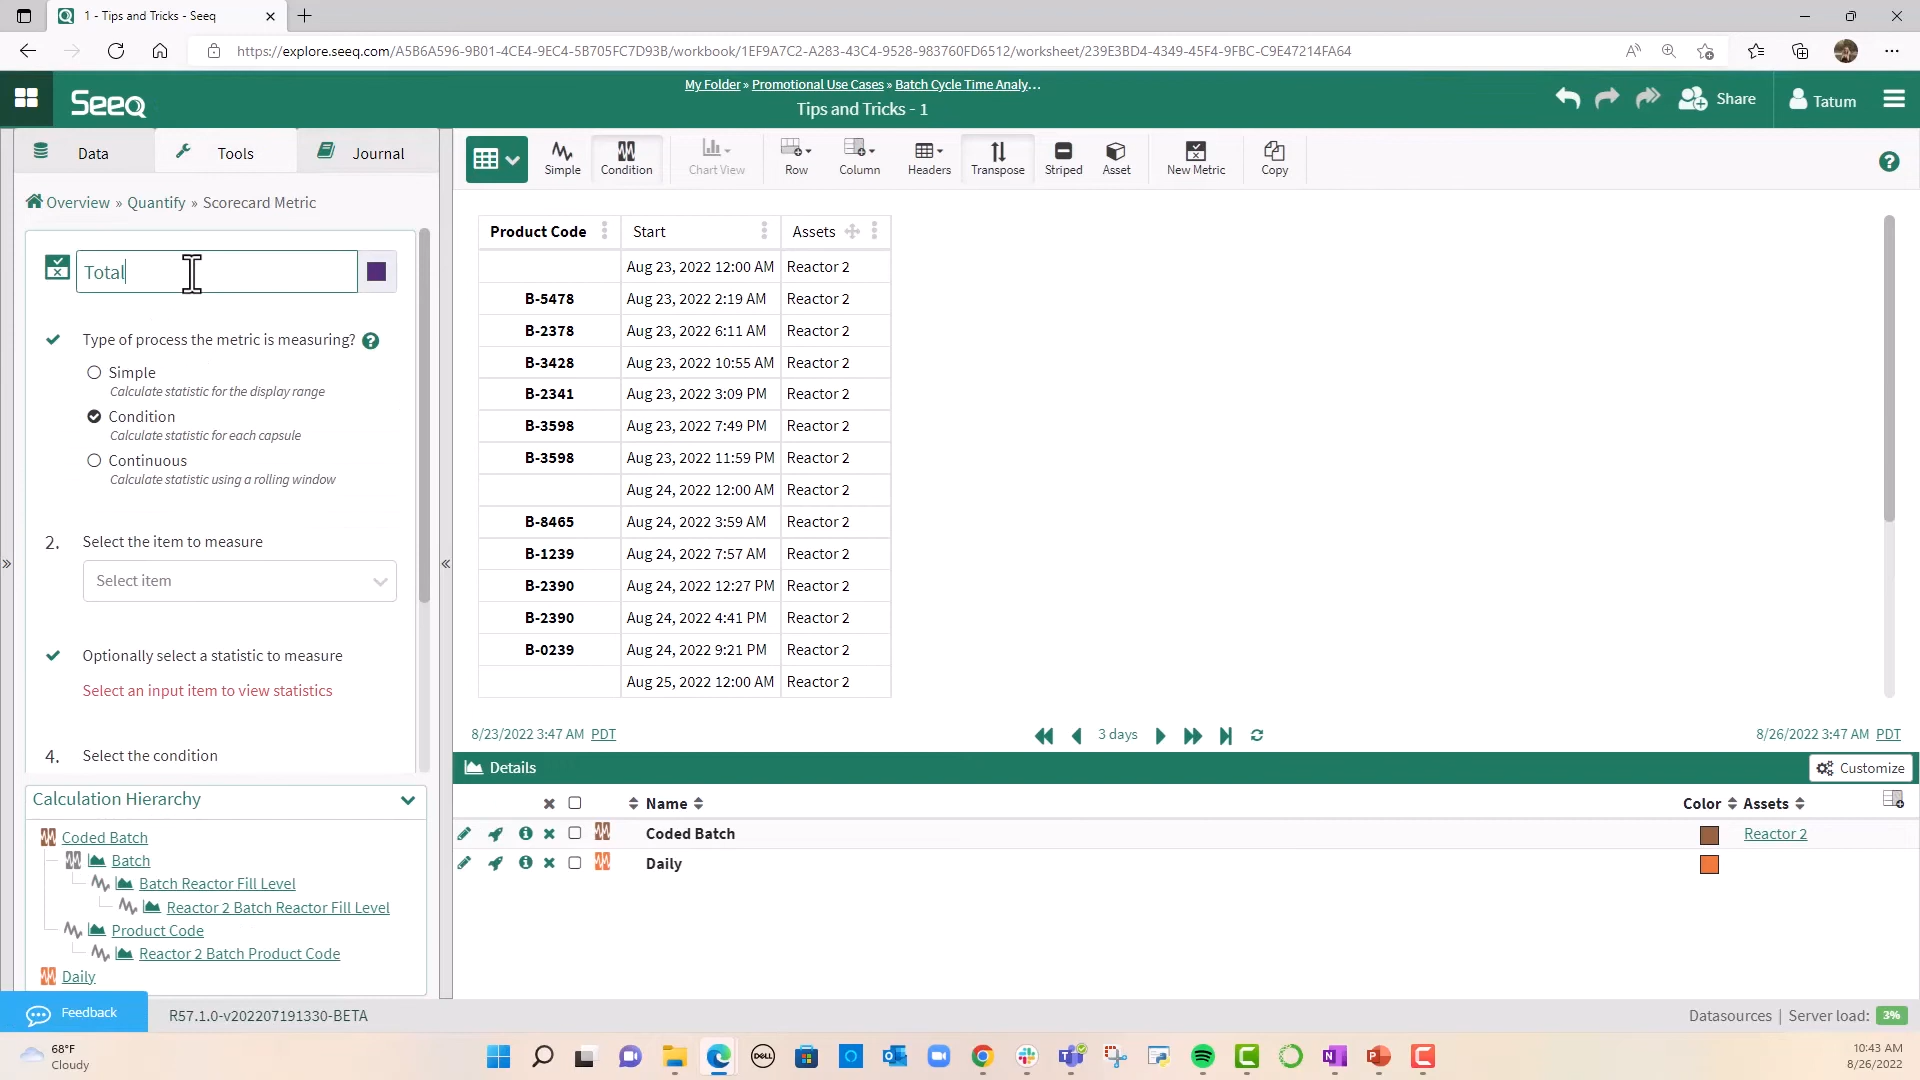 1 - Tips and Tricks - Seeq
https://explore.seeq.com/A5B6A596-9B01-4CE4-9EC4-5B705FC7D93B/workbook/1EF9A7C2-A283-43C4-9528-983760FD6512/worksheet/239E3BD4-4349-45F4-9FBC-C9E47214FA64
Seeq
My Folder » Promotional Use Cases » Batch Cycle Time Analy...
Tips and Tricks - 1
Share
Tatum
Data
Tools
Journal
Simple
Condition
Chart View
Row
Column
Headers
Transpose
Striped
Asset
New Metric
Copy
Overview » Quantify » Scorecard Metric
Total
Type of process the metric is measuring?
Simple
Calculate statistic for the display range
Condition
Calculate statistic for each capsule
Continuous
Calculate statistic using a rolling window
2. Select the item to measure
Select item
Optionally select a statistic to measure
Select an input item to view statistics
4. Select the condition
Calculation Hierarchy
Coded Batch
Batch
Batch Reactor Fill Level
Reactor 2 Batch Reactor Fill Level
Product Code
Reactor 2 Batch Product Code
Daily
Product Code Start Assets
Aug 23, 2022 12:00 AM Reactor 2
B-5478 Aug 23, 2022 2:19 AM Reactor 2
B-2378 Aug 23, 2022 6:11 AM Reactor 2
B-3428 Aug 23, 2022 10:55 AM Reactor 2
B-2341 Aug 23, 2022 3:09 PM Reactor 2
B-3598 Aug 23, 2022 7:49 PM Reactor 2
B-3598 Aug 23, 2022 11:59 PM Reactor 2
Aug 24, 2022 12:00 AM Reactor 2
B-8465 Aug 24, 2022 3:59 AM Reactor 2
B-1239 Aug 24, 2022 7:57 AM Reactor 2
B-2390 Aug 24, 2022 12:27 PM Reactor 2
B-2390 Aug 24, 2022 4:41 PM Reactor 2
B-0239 Aug 24, 2022 9:21 PM Reactor 2
Aug 25, 2022 12:00 AM Reactor 2
8/23/2022 3:47 AM PDT
3 days
8/26/2022 3:47 AM PDT
Details
Customize
Name Color Assets
Coded Batch Reactor 2
Daily
Feedback
R57.1.0-v202207191330-BETA
Datasources | Server load: 3%
68°F
Cloudy
DELL
10:43 AM
8/26/2022